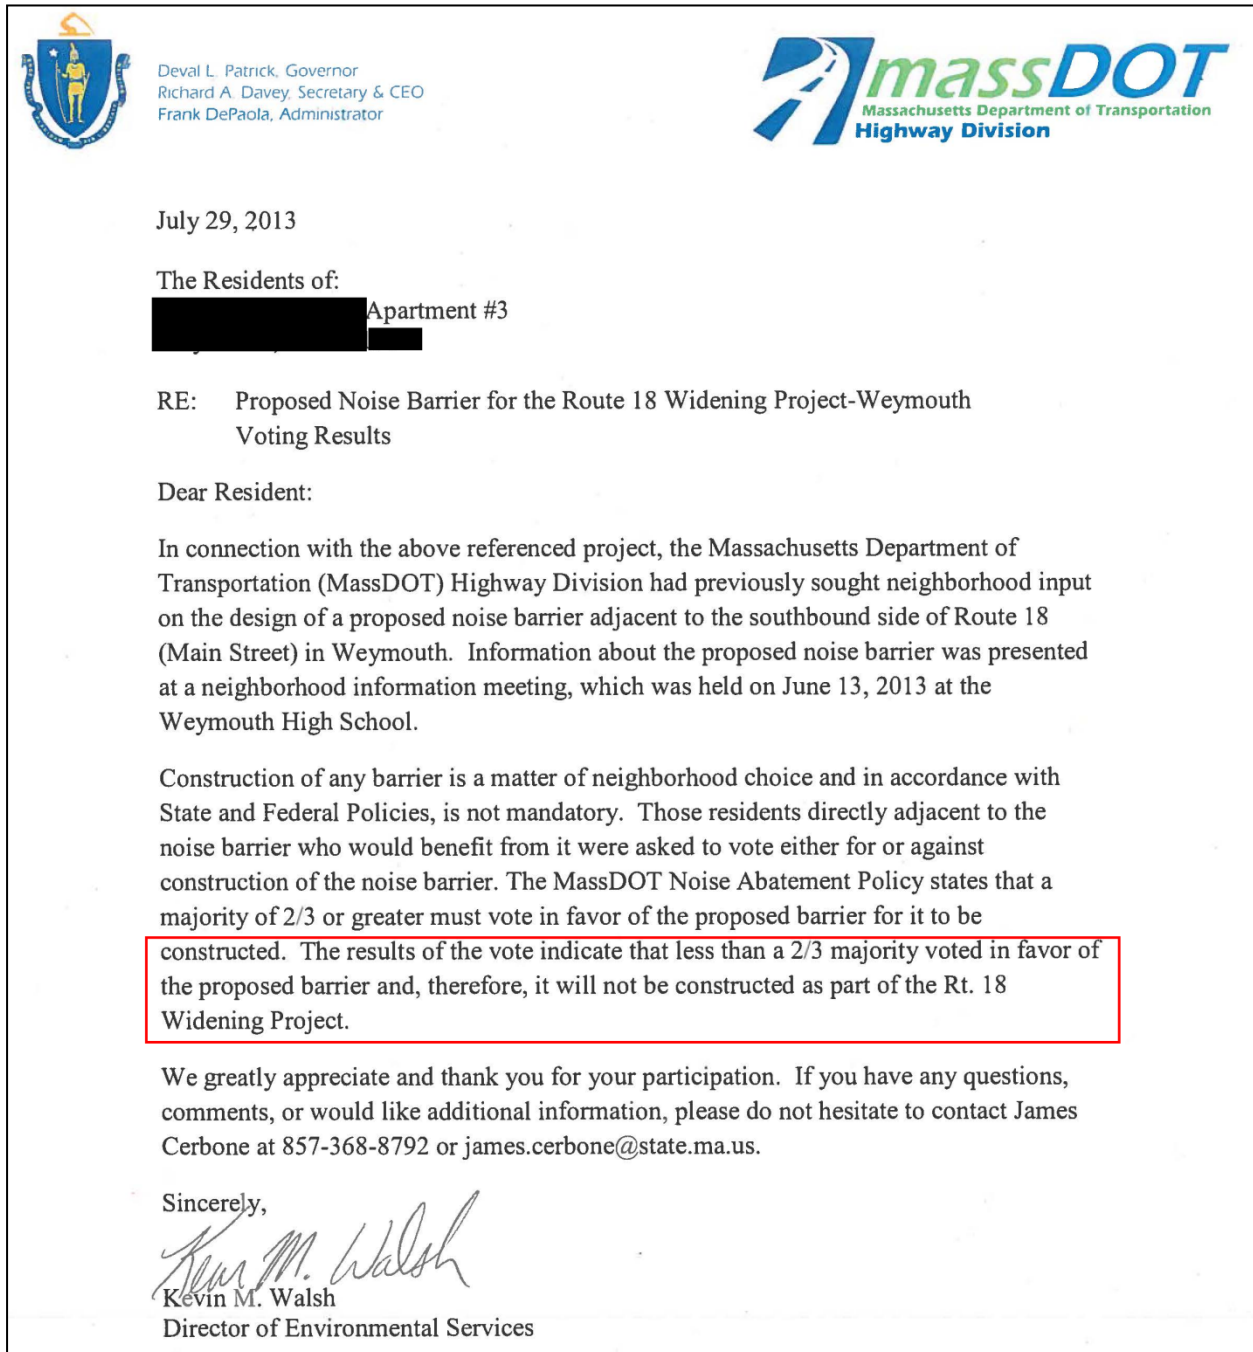 Deval L. Patrick, Governor
Richard A. Davey, Secretary & CEO
Frank DePaola, Administrator
massDOT
Massachusetts Department of Transportation
Highway Division
July 29, 2013
The Residents of:
Apartment #3
RE: Proposed Noise Barrier for the Route 18 Widening Project-Weymouth
Voting Results
Dear Resident:
In connection with the above referenced project, the Massachusetts Department of
Transportation (MassDOT) Highway Division had previously sought neighborhood input
on the design of a proposed noise barrier adjacent to the southbound side of Route 18
(Main Street) in Weymouth. Information about the proposed noise barrier was presented
at a neighborhood information meeting, which was held on June 13, 2013 at the
Weymouth High School.
Construction of any barrier is a matter of neighborhood choice and in accordance with
State and Federal Policies, is not mandatory. Those residents directly adjacent to the
noise barrier who would benefit from it were asked to vote either for or against
construction of the noise barrier. The MassDOT Noise Abatement Policy states that a
majority of 2/3 or greater must vote in favor of the proposed barrier for it to be
constructed. The results of the vote indicate that less than a 2/3 majority voted in favor of
the proposed barrier and, therefore, it will not be constructed as part of the Rt. 18
Widening Project.
We greatly appreciate and thank you for your participation. If you have any questions,
comments, or would like additional information, please do not hesitate to contact James
Cerbone at 857-368-8792 or james.cerbone@state.ma.us.
Sincerely,
Kevin M. Walsh
Kevin M. Walsh
Director of Environmental Services